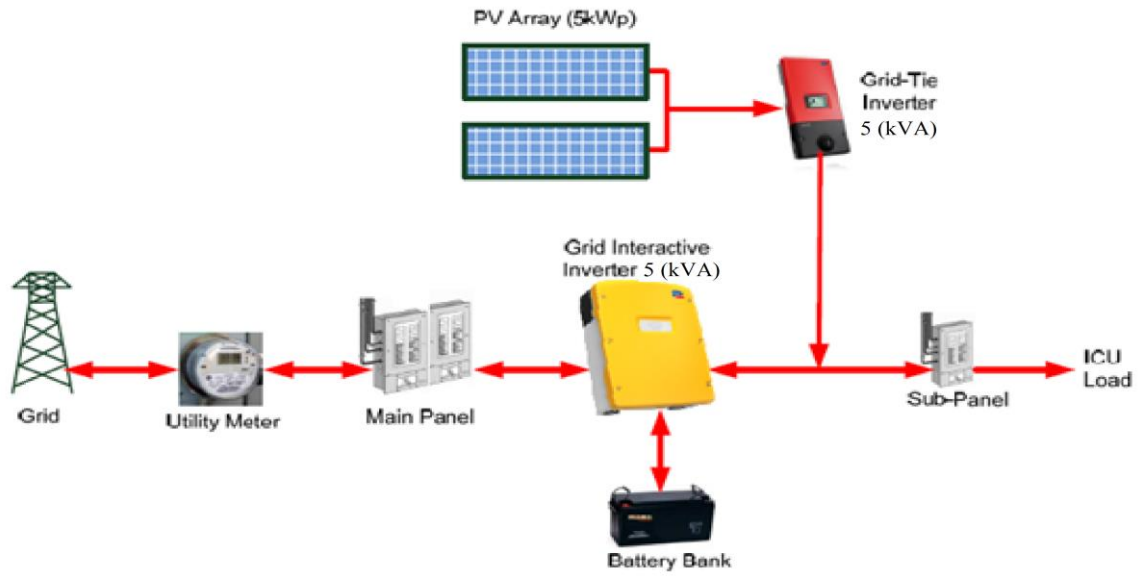 PV Array (5kWp)
Grid-Tie
Inverter
5 (kVA)
Grid Interactive
Inverter 5 (kVA)
ICU
Load
Grid
Utility Meter
Main Panel
Sub-Panel
Battery Bank